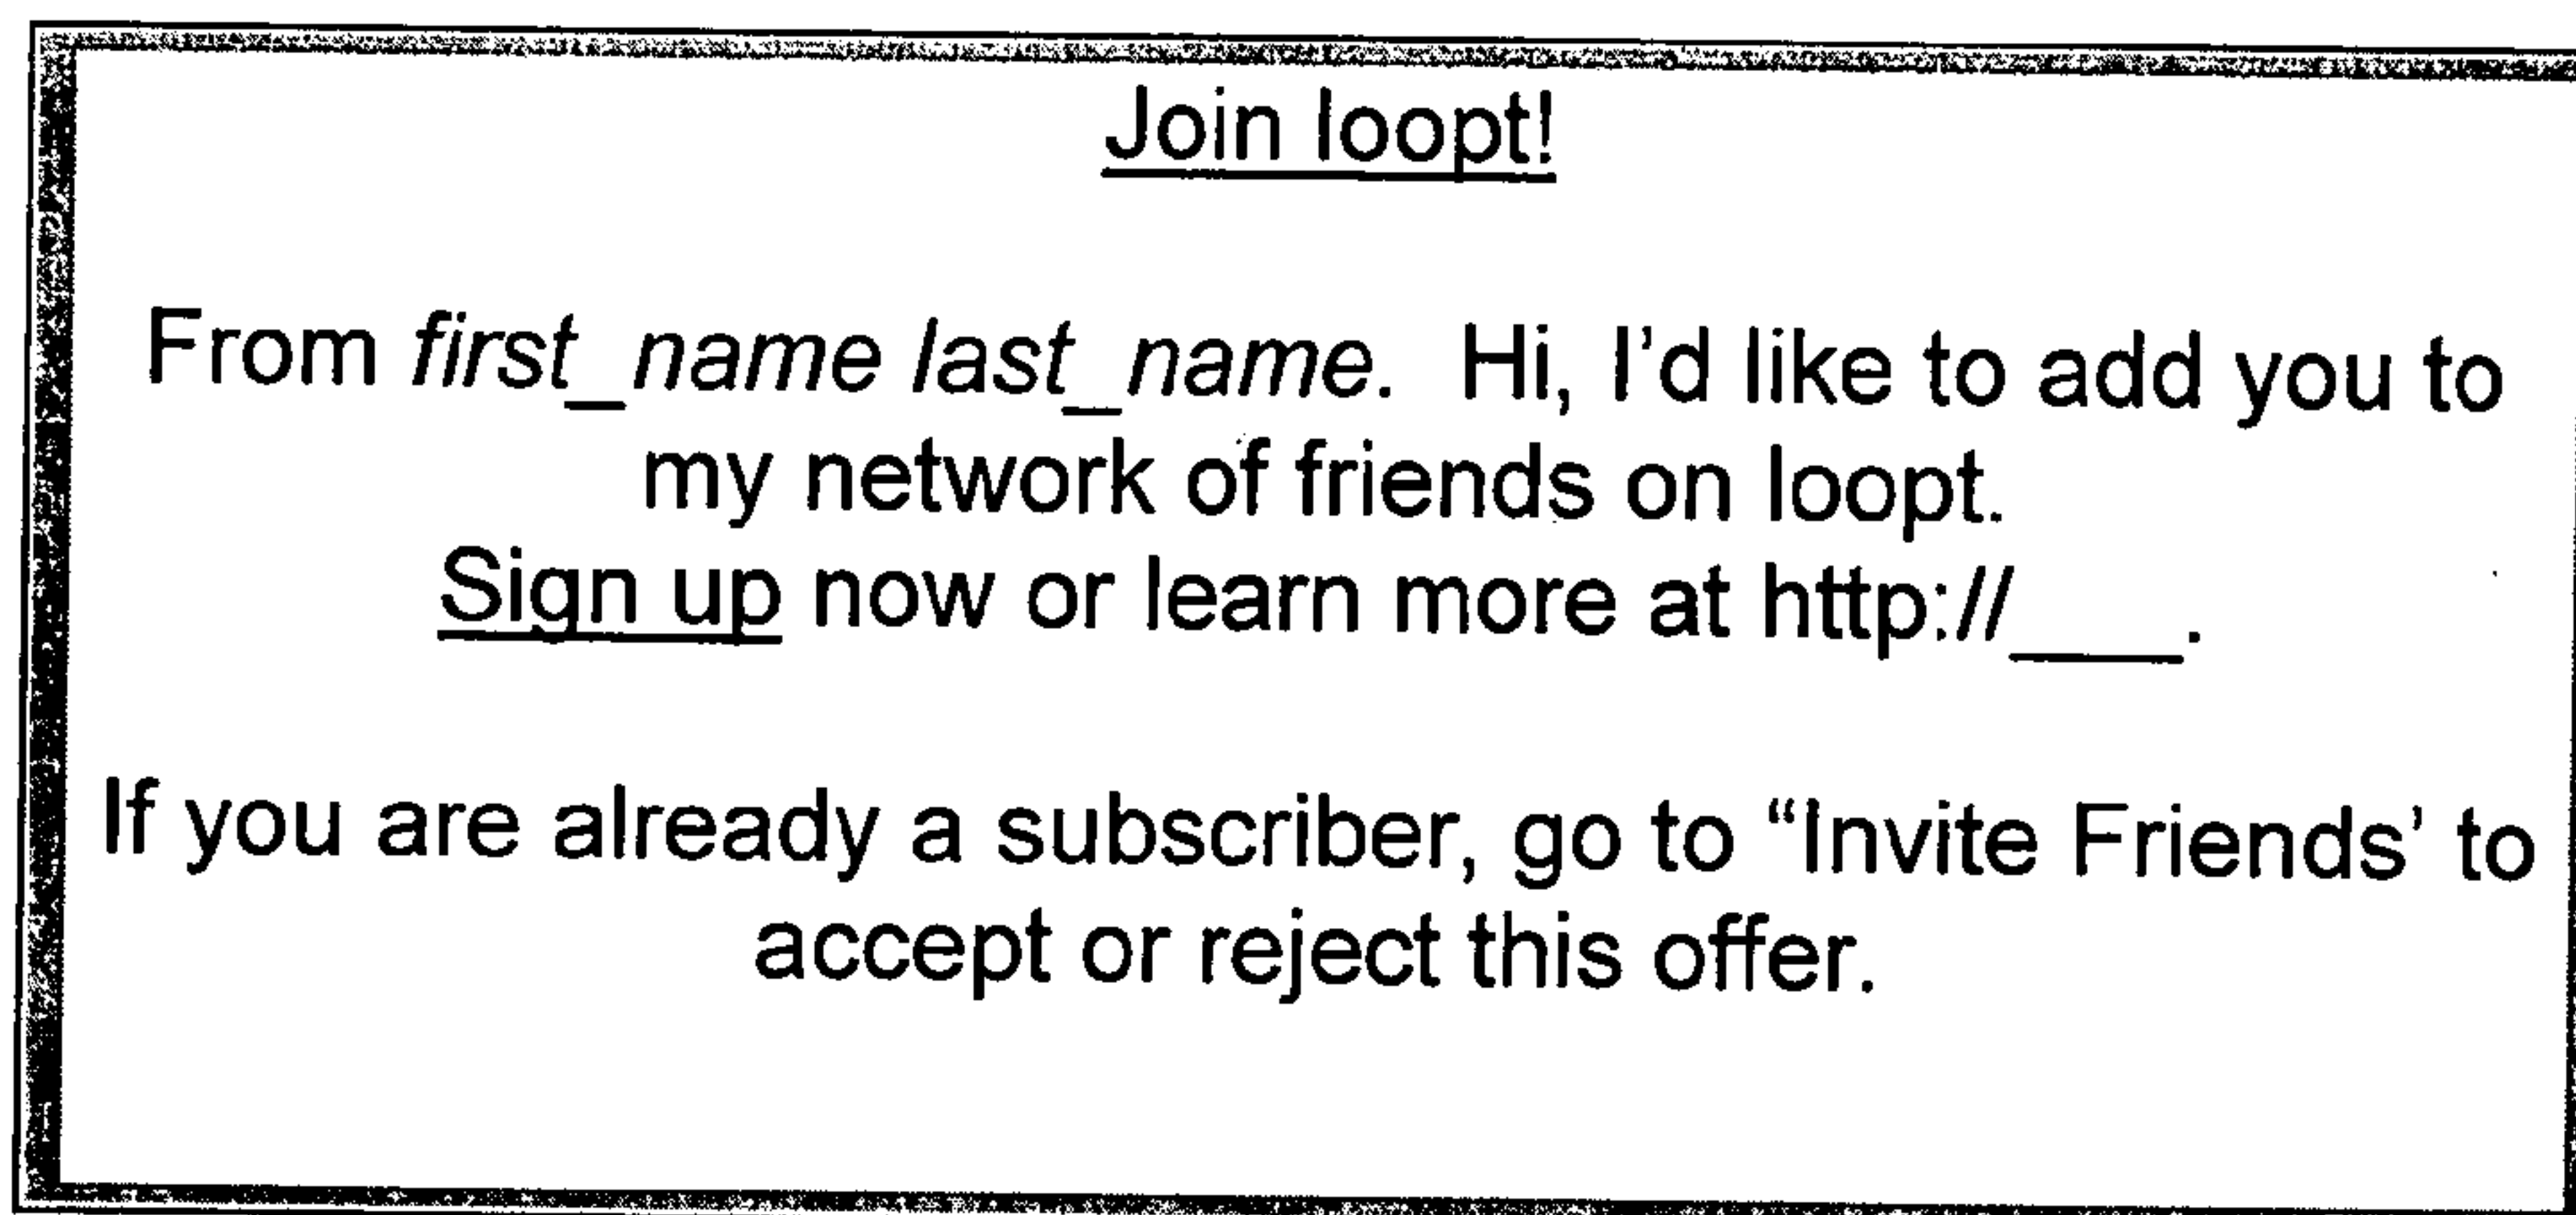 Join loopt!
From first_name last_name.  Hi, I'd like to add you to
my network of friends on loopt.
Sign up now or learn more at http://___.
If you are already a subscriber, go to “Invite Friends’ to
accept or reject this offer.